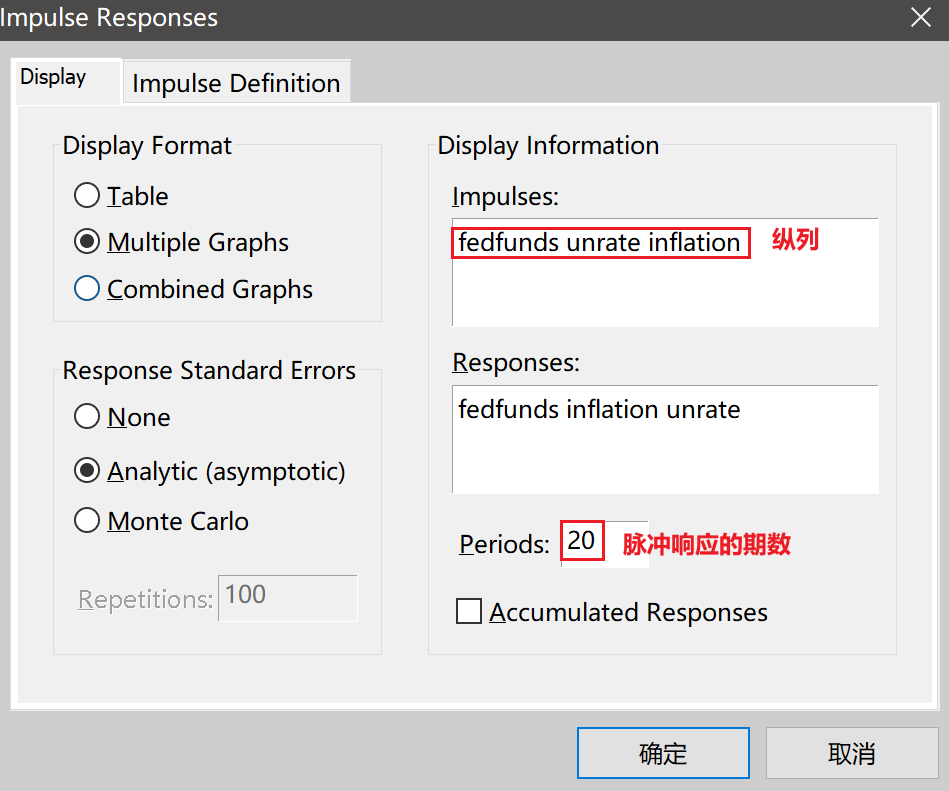 Impulse Responses
Display
Impulse Definition
Display Format
Table
Multiple Graphs
Combined Graphs
Response Standard Errors
None
Analytic (asymptotic)
Monte Carlo
Repetitions: 100
Display Information
Impulses:
fedfunds unrate inflation 纵列
Responses:
fedfunds inflation unrate
Periods: 20 脉冲响应的期数
Accumulated Responses
确定
取消